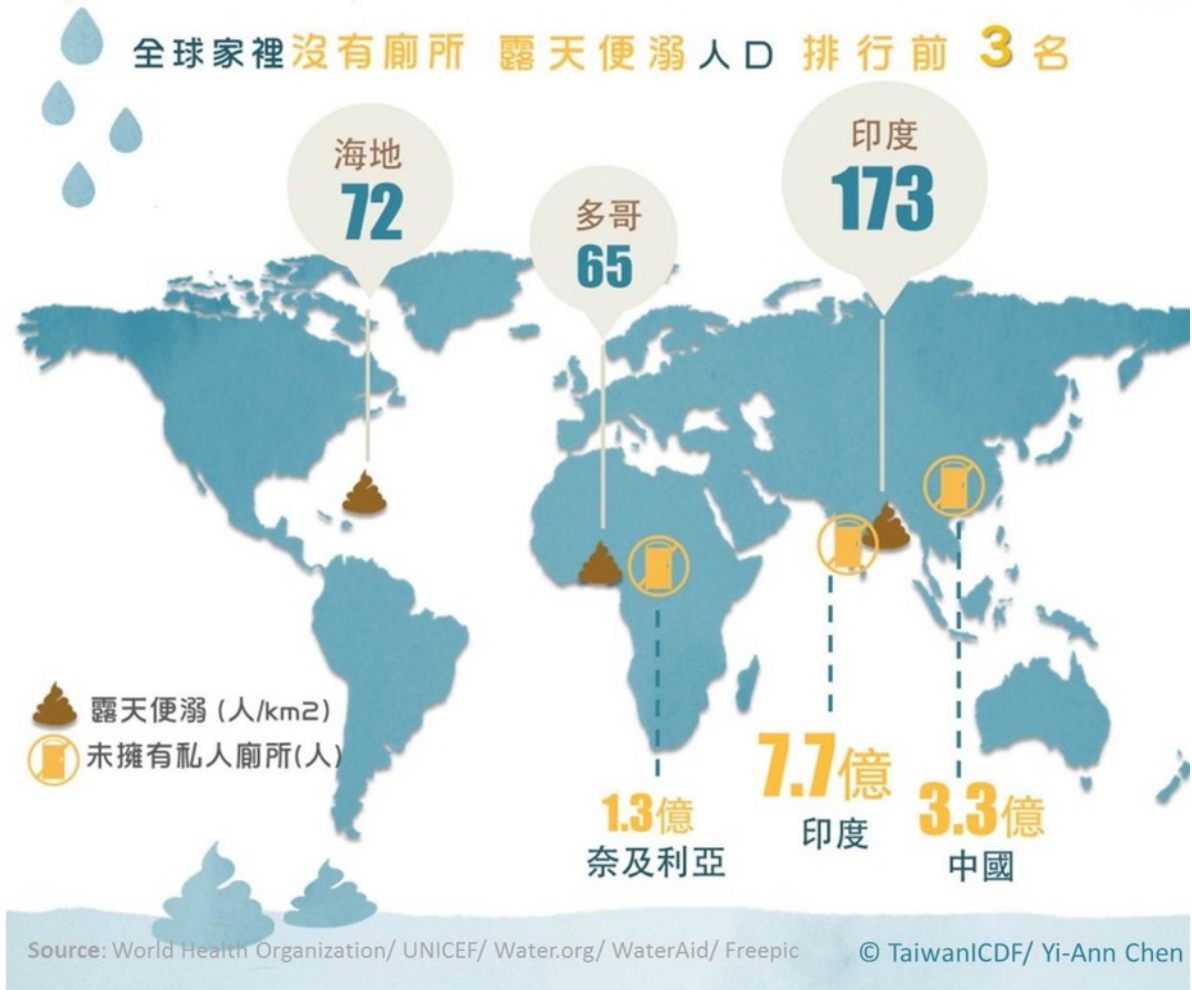 全球家裡沒有廁所 露天便溺人口 排行前 3 名
海地
72
多哥
65
印度
173
露天便溺 (人/km2)
未擁有私人廁所(人)
1.3億
奈及利亞
7.7億
印度
3.3億
中國
Source: World Health Organization/ UNICEF/ Water.org/ WaterAid/ Freepic
© TaiwanICDF/ Yi-Ann Chen